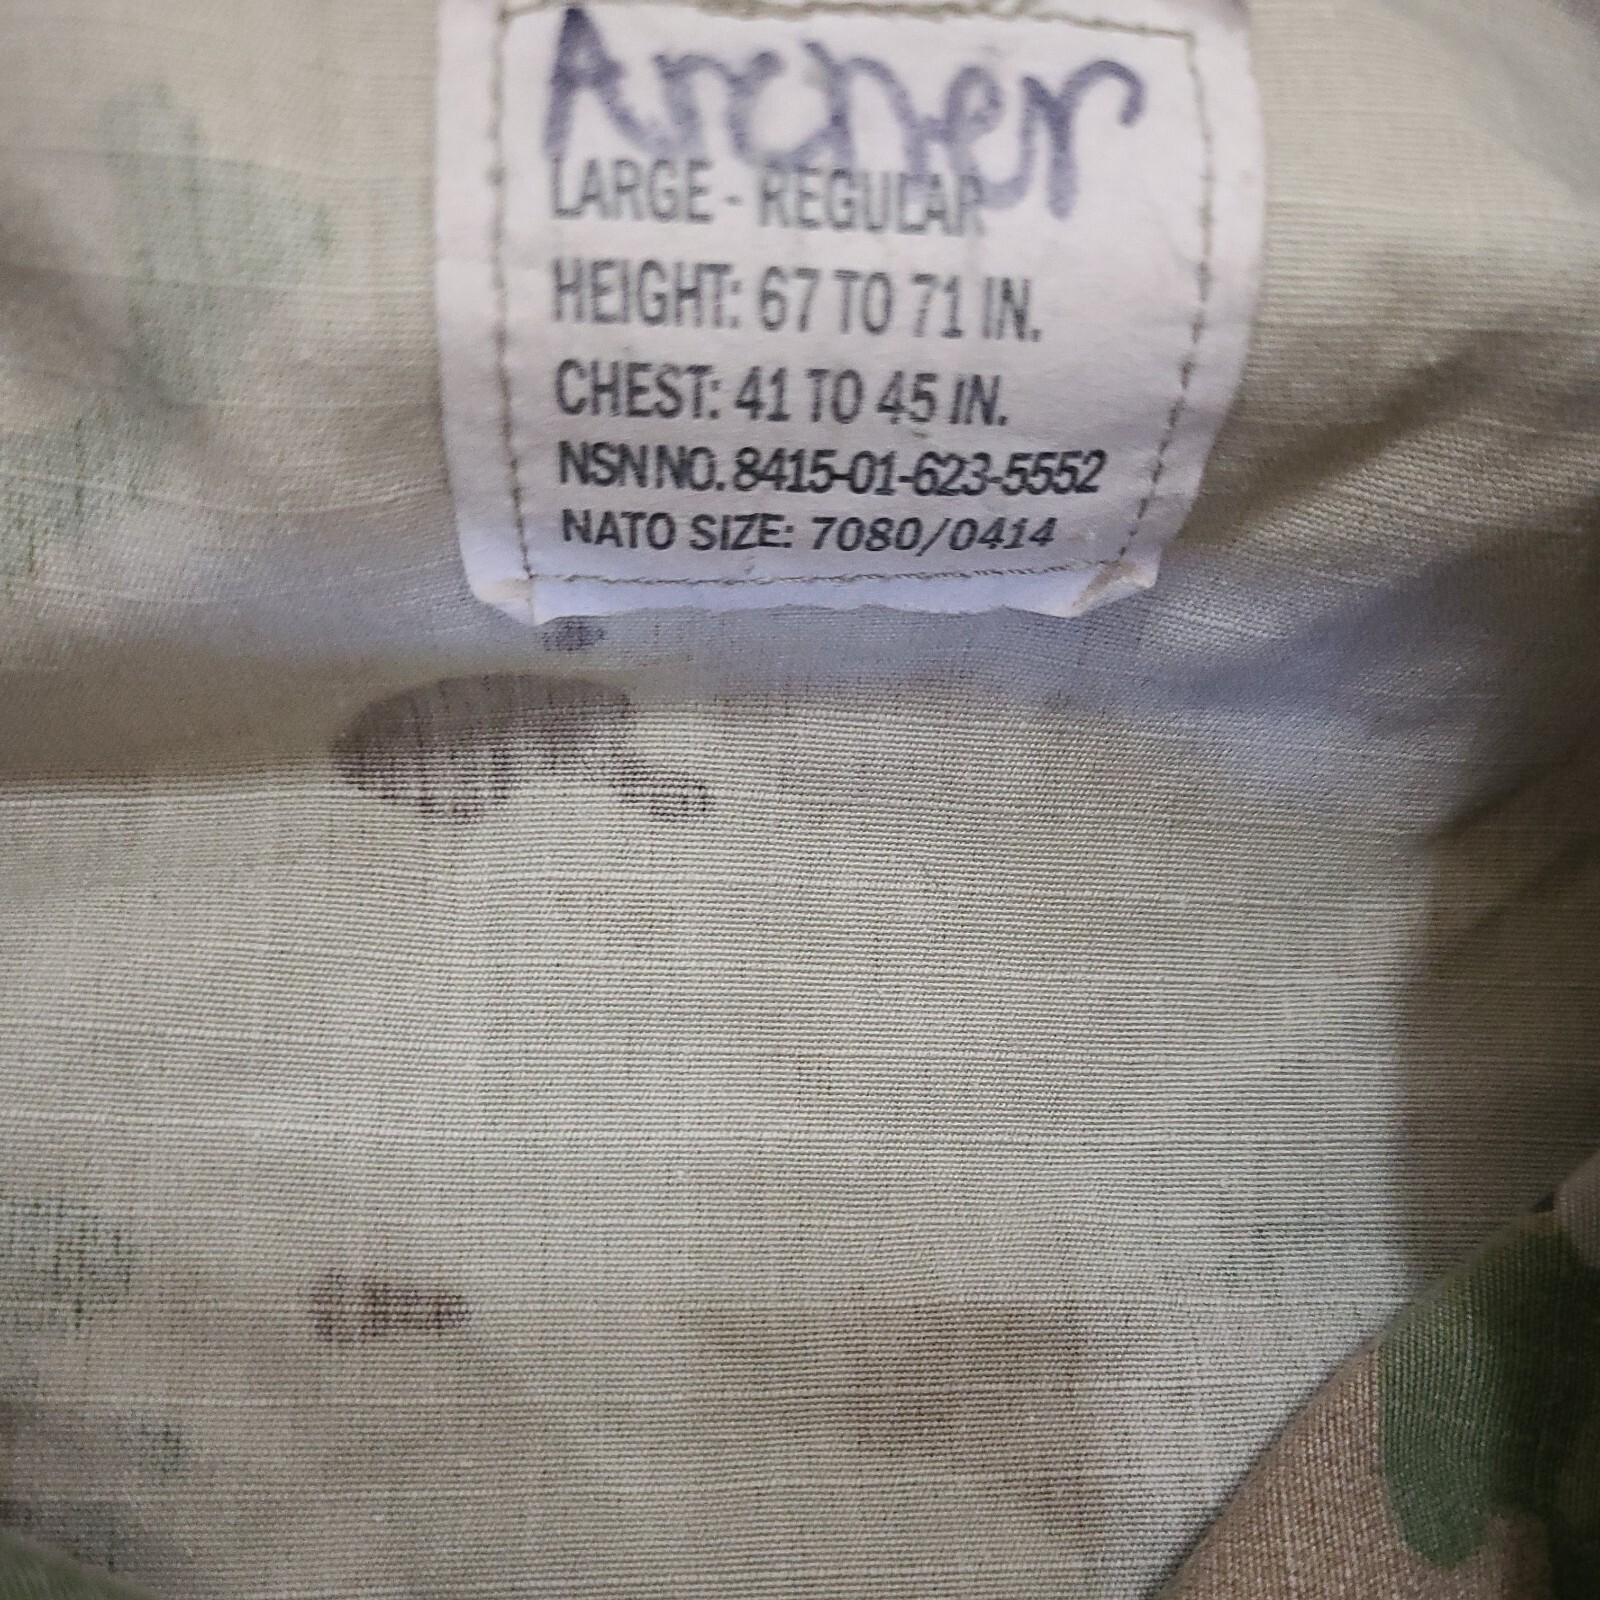 Archer
LARGE - REGULAR
HEIGHT: 67 TO 71 IN.
CHEST: 41 TO 45 IN.
NSN NO. 8415-01-623-5552
NATO SIZE: 7080/0414